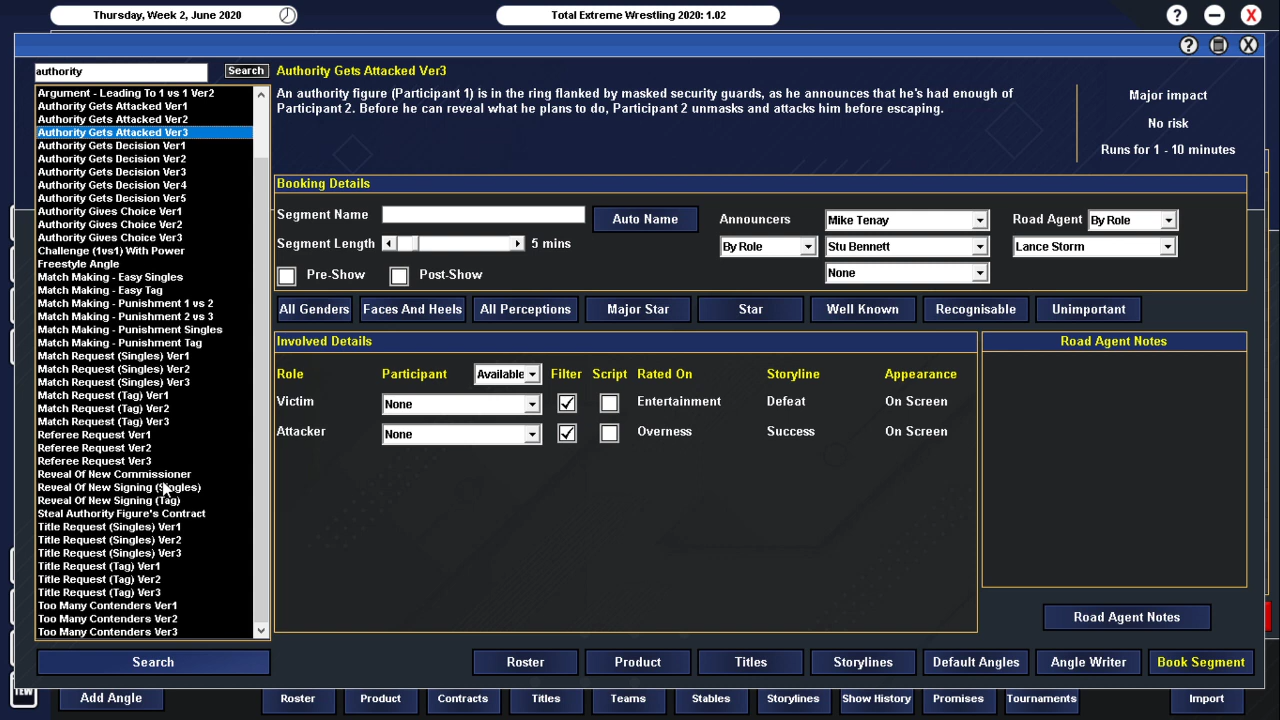 Thursday, Week 2, June 2020
Total Extreme Wrestling 2020: 1.02
authority
Search
Authority Gets Attacked Ver3
Argument - Leading To 1 vs 1 Ver2
Authority Gets Attacked Ver1
Authority Gets Attacked Ver2
Authority Gets Attacked Ver3
Authority Gets Decision Ver1
Authority Gets Decision Ver2
Authority Gets Decision Ver3
Authority Gets Decision Ver4
Authority Gets Decision Ver5
Authority Gives Choice Ver1
Authority Gives Choice Ver2
Authority Gives Choice Ver3
Challenge (1vs1) With Power
Freestyle Angle
Match Making - Easy Singles
Match Making - Easy Tag
Match Making - Punishment 1 vs 2
Match Making - Punishment 2 vs 3
Match Making - Punishment Singles
Match Making - Punishment Tag
Match Request (Singles) Ver1
Match Request (Singles) Ver2
Match Request (Singles) Ver3
Match Request (Tag) Ver1
Match Request (Tag) Ver2
Match Request (Tag) Ver3
Referee Request Ver1
Referee Request Ver2
Referee Request Ver3
Reveal Of New Commissioner
Reveal Of New Signing (Singles)
Reveal Of New Signing (Tag)
Steal Authority Figure's Contract
Title Request (Singles) Ver1
Title Request (Singles) Ver2
Title Request (Singles) Ver3
Title Request (Tag) Ver1
Title Request (Tag) Ver2
Title Request (Tag) Ver3
Too Many Contenders Ver1
Too Many Contenders Ver2
Too Many Contenders Ver3
Search
An authority figure (Participant 1) is in the ring flanked by masked security guards, as he announces that he's had enough of
Participant 2. Before he can reveal what he plans to do, Participant 2 unmasks and attacks him before escaping.
Major impact
No risk
Runs for 1 - 10 minutes
Booking Details
Segment Name
Auto Name
Announcers
Mike Tenay
Road Agent
By Role
Segment Length
5 mins
By Role
Stu Bennett
Lance Storm
Pre-Show
Post-Show
None
All Genders
Faces And Heels
All Perceptions
Major Star
Star
Well Known
Recognisable
Unimportant
Involved Details
Road Agent Notes
Role
Participant
Available
Filter
Script
Rated On
Storyline
Appearance
Victim
None
Entertainment
Defeat
On Screen
Attacker
None
Overness
Success
On Screen
Road Agent Notes
Roster
Product
Titles
Storylines
Default Angles
Angle Writer
Book Segment
TEW
Add Angle
Roster
Product
Contracts
Titles
Teams
Stables
Storylines
Show History
Promises
Tournaments
Import